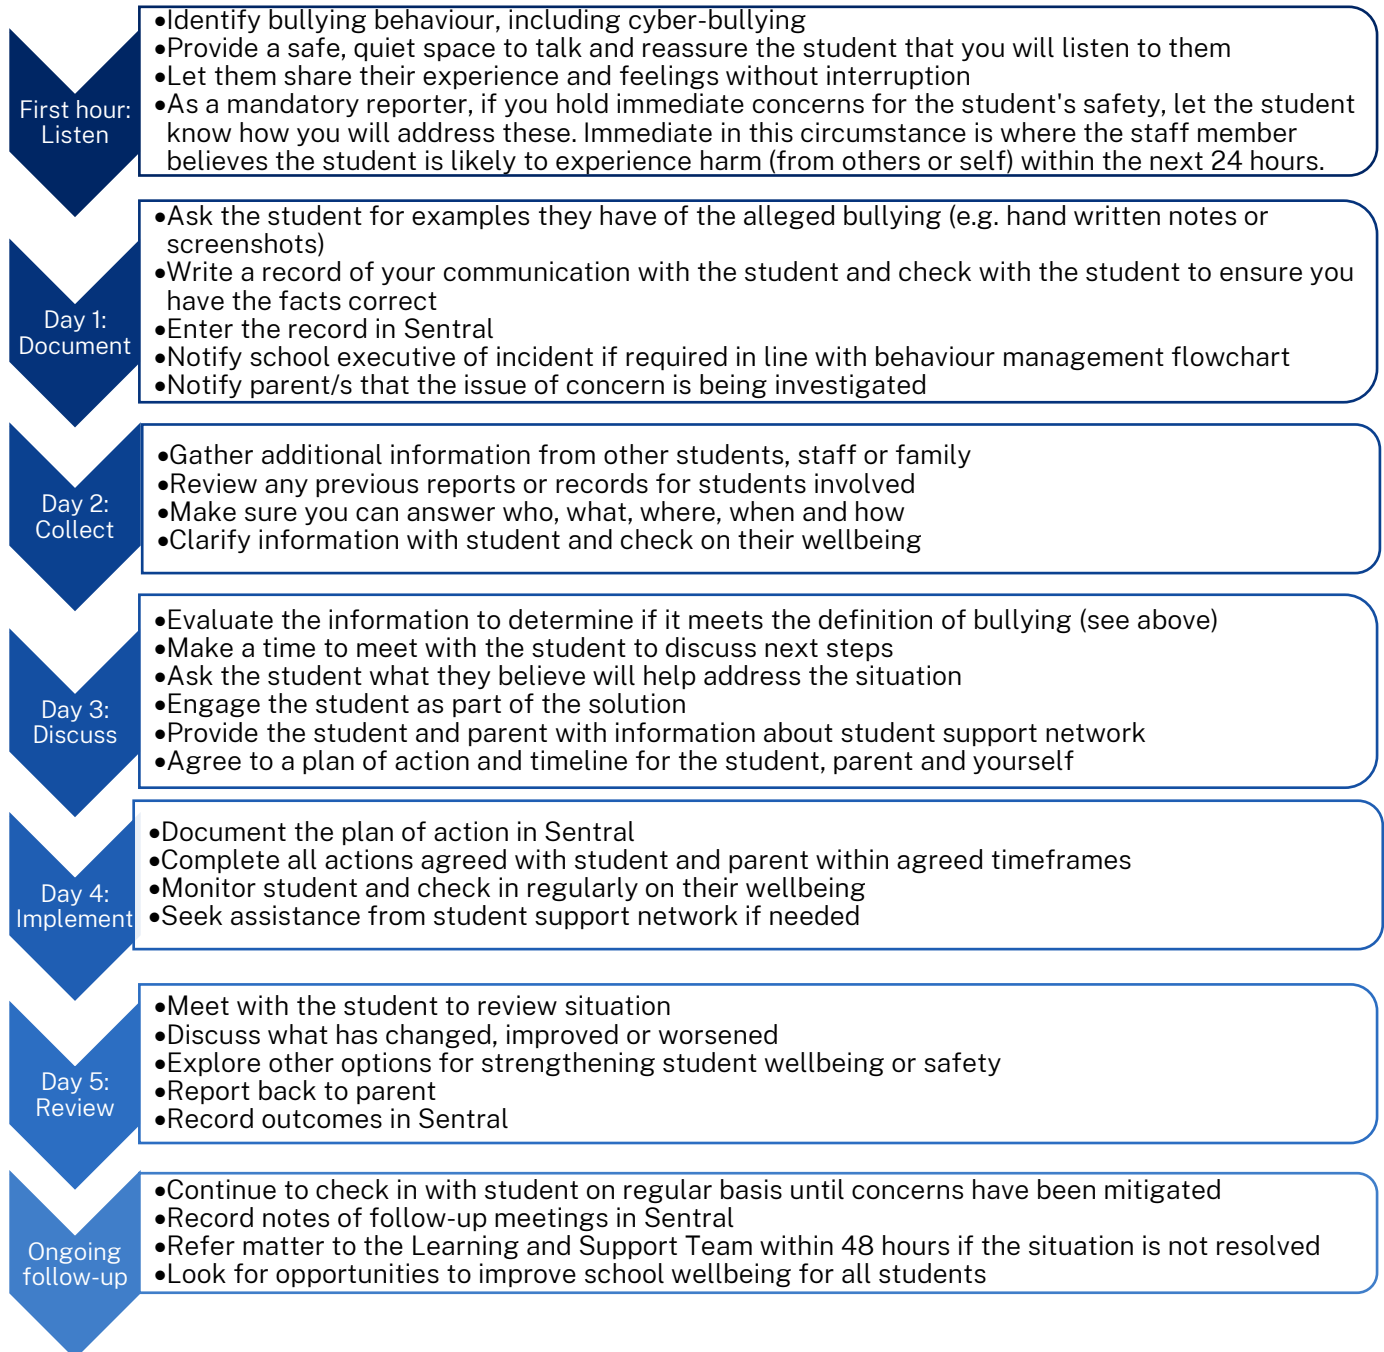 First hour:
Listen
•Identify bullying behaviour, including cyber-bullying
•Provide a safe, quiet space to talk and reassure the student that you will listen to them
•Let them share their experience and feelings without interruption
•As a mandatory reporter, if you hold immediate concerns for the student's safety, let the student
know how you will address these. Immediate in this circumstance is where the staff member
believes the student is likely to experience harm (from others or self) within the next 24 hours.
Day 1:
Document
•Ask the student for examples they have of the alleged bullying (e.g. hand written notes or
screenshots)
•Write a record of your communication with the student and check with the student to ensure you
have the facts correct
•Enter the record in Sentral
•Notify school executive of incident if required in line with behaviour management flowchart
•Notify parent/s that the issue of concern is being investigated
Day 2:
Collect
•Gather additional information from other students, staff or family
•Review any previous reports or records for students involved
•Make sure you can answer who, what, where, when and how
•Clarify information with student and check on their wellbeing
Day 3:
Discuss
•Evaluate the information to determine if it meets the definition of bullying (see above)
•Make a time to meet with the student to discuss next steps
•Ask the student what they believe will help address the situation
•Engage the student as part of the solution
•Provide the student and parent with information about student support network
•Agree to a plan of action and timeline for the student, parent and yourself
Day 4:
Implement
•Document the plan of action in Sentral
•Complete all actions agreed with student and parent within agreed timeframes
•Monitor student and check in regularly on their wellbeing
•Seek assistance from student support network if needed
Day 5:
Review
•Meet with the student to review situation
•Discuss what has changed, improved or worsened
•Explore other options for strengthening student wellbeing or safety
•Report back to parent
•Record outcomes in Sentral
Ongoing
follow-up
•Continue to check in with student on regular basis until concerns have been mitigated
•Record notes of follow-up meetings in Sentral
•Refer matter to the Learning and Support Team within 48 hours if the situation is not resolved
•Look for opportunities to improve school wellbeing for all students